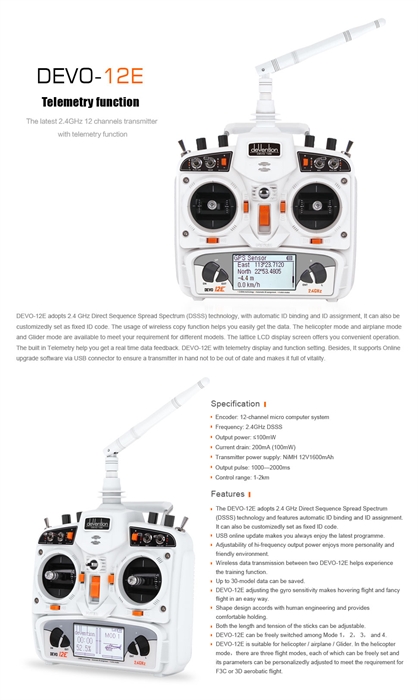 DEVO-12E
Telemetry function
The latest 2.4GHz 12 channels transmitter
with telemetry function
devention
GPS Sensor
East 113°23.7120
North 22°53.4805
-4.4 m
0.0 km/h
DEVO 12E
2.4GHz
DEVO-12E adopts 2.4 GHz Direct Sequence Spread Spectrum (DSSS) technology, with automatic ID binding and ID assignment, It can also be
customizedly set as fixed ID code. The usage of wireless copy function helps you easily get the data. The helicopter mode and airplane mode
and Glider mode are available to meet your requirement for different models. The lattice LCD display screen offers you convenient operation.
The built in Telemetry help you get a real time data feedback. DEVO-12E with telemetry display and function setting. Besides, It supports Online
upgrade software via USB connector to ensure a transmitter in hand not to be out of date and makes it full of vitality.
Specification
Encoder: 12-channel micro computer system
Frequency: 2.4GHz DSSS
Output power: ≤100mW
Current drain: 200mA (100mW)
Transmitter power supply: NiMH 12V1600mAh
Output pulse: 1000—2000ms
Control range: 1-2km
Features
The DEVO-12E adopts 2.4 GHz Direct Sequence Spread Spectrum
(DSSS) technology and features automatic ID binding and ID assignment.
It can also be customizedly set as fixed ID code.
USB online update makes you always enjoy the latest programme.
Adjustability of hi-frequency output power enjoys more personality and
friendly environment.
Wireless data transmission between two DEVO-12E helps experience
the training function.
Up to 30-model data can be saved.
DEVO-12E adjusting the gyro sensitivity makes hovering flight and fancy
flight in an easy way.
Shape design accords with human engineering and provides
comfortable holding.
Both the length and tension of the sticks can be adjustable.
DEVO-12E can be freely switched among Mode 1、 2、 3、 and 4.
DEVO-12E is suitable for helicopter / airplane / Glider. In the helicopter
mode，there are three flight modes, each of which can be freely set and
its parameters can be personalizedly adjusted to meet the requirement for
F3C or 3D aerobatic flight.
devention
Devention
MOD 1
00:00
52.5%
DEVO 12E
2.4GHz